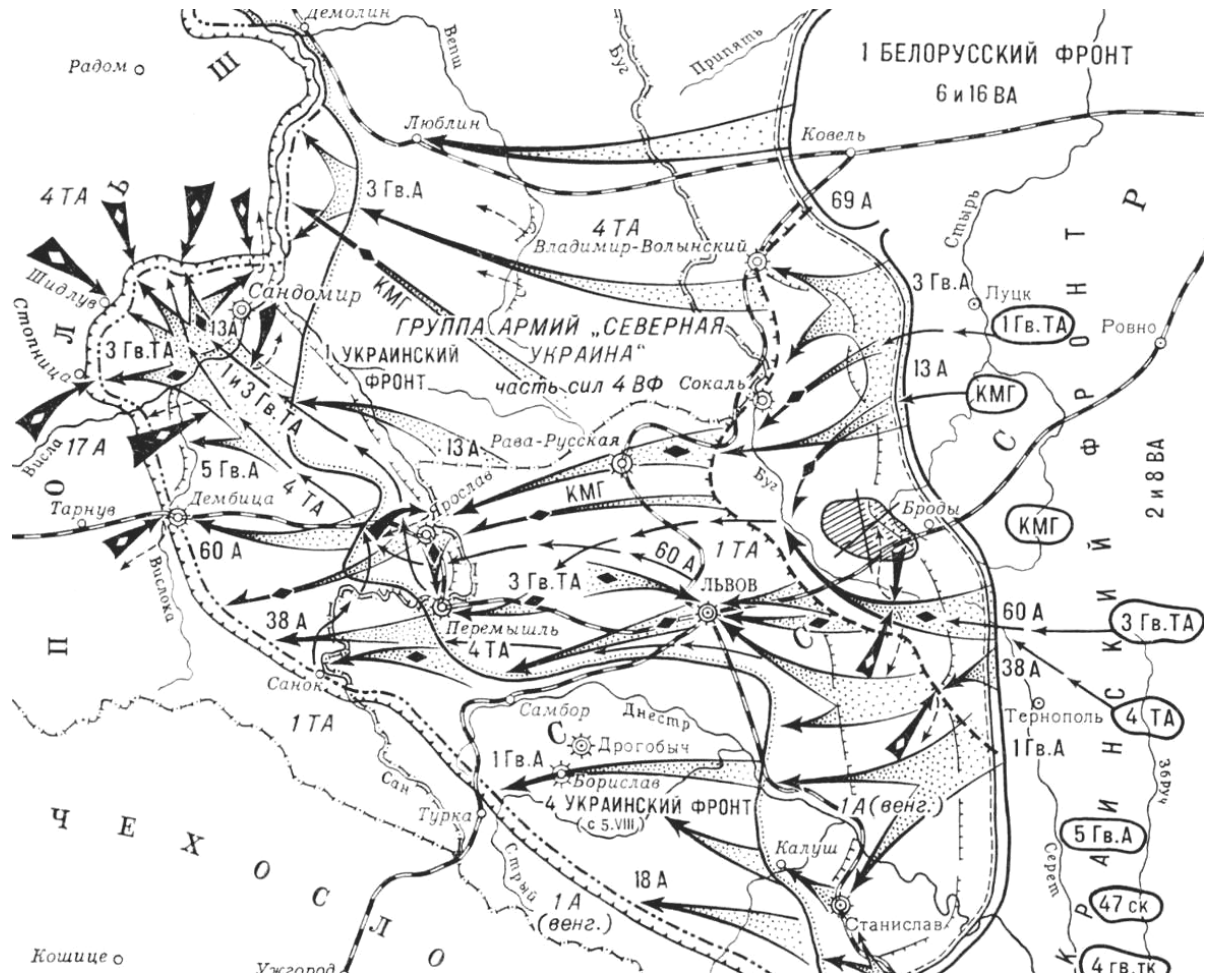 Демолин
Радом
Вепш
Буг
Припять
1 БЕЛОРУССКИЙ ФРОНТ
6 и 16 ВА
Люблин
Ковель
3 Гв.А
69 А
Стырь
4 ТА
4 ТА
Владимир-Волынский
Шидлув
Сандомир
КМГ
3 Гв.А
Луцк
1 Гв.ТА
Ровно
Стопница
13А
ГРУППА АРМИЙ „СЕВЕРНАЯ
УКРАИНА“
3 Гв.ТА
1 УКРАИНСКИЙ
ФРОНТ
часть сил 4 ВФ
Сокаль
13 А
КМГ
1 и 3 Гв.ТА
Висла
17 А
13А
Рава-Русская
5 Гв.А
КМГ
Буг
2 и 8 ВА
Тарнув
Дембица
4 ТА
Ярослав
Броды
КМГ
60 А
Вислока
60 А
1 ТА
3 Гв.ТА
ЛЬВОВ
60 А
3 Гв.ТА
38 А
Перемышль
4 ТА
38 А
Санок
1 ТА
Самбор
Днестр
Тернополь
4 ТА
Дрогобыч
1 Гв.А
1Гв.А
Борислав
Сан
Збруч
4 УКРАИНСКИЙ ФРОНТ
(с 5.VIII)
1А (венг.)
Турка
5 Гв.А
Калуш
Серет
Стрый
18 А
1 А
(венг.)
47 ск
Станислав
Кошице
Ужгород
4 гв.тк
П О Л Ь Ш
Ч Е Х О С Л О
С С С Р
К Р А И Н С К И Й Ф Р О Н Т